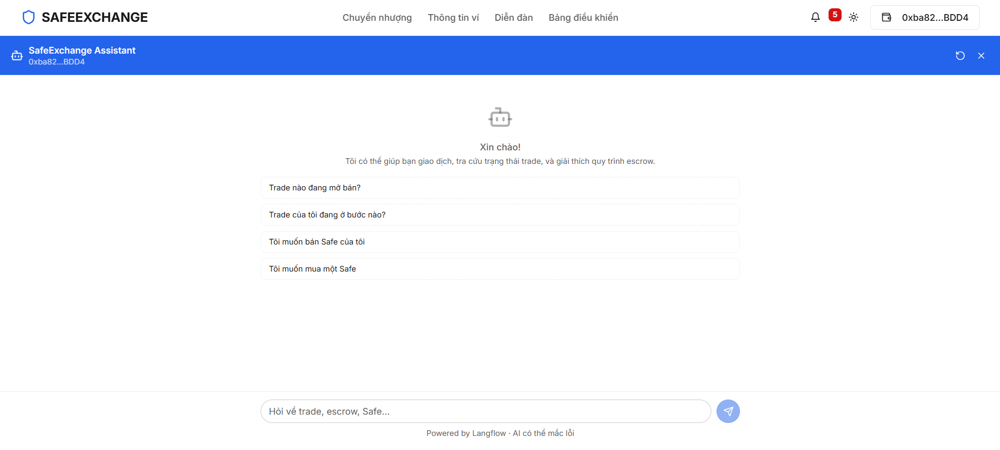 SAFEEXCHANGE
Chuyển nhượng
Thông tin ví
Diễn đàn
Bảng điều khiển
5
0xba82...BDD4
SafeExchange Assistant
0xba82...BDD4
Xin chào!
Tôi có thể giúp bạn giao dịch, tra cứu trạng thái trade, và giải thích quy trình escrow.
Trade nào đang mở bán?
Trade của tôi đang ở bước nào?
Tôi muốn bán Safe của tôi
Tôi muốn mua một Safe
Hỏi về trade, escrow, Safe...
Powered by Langflow · AI có thể mắc lỗi